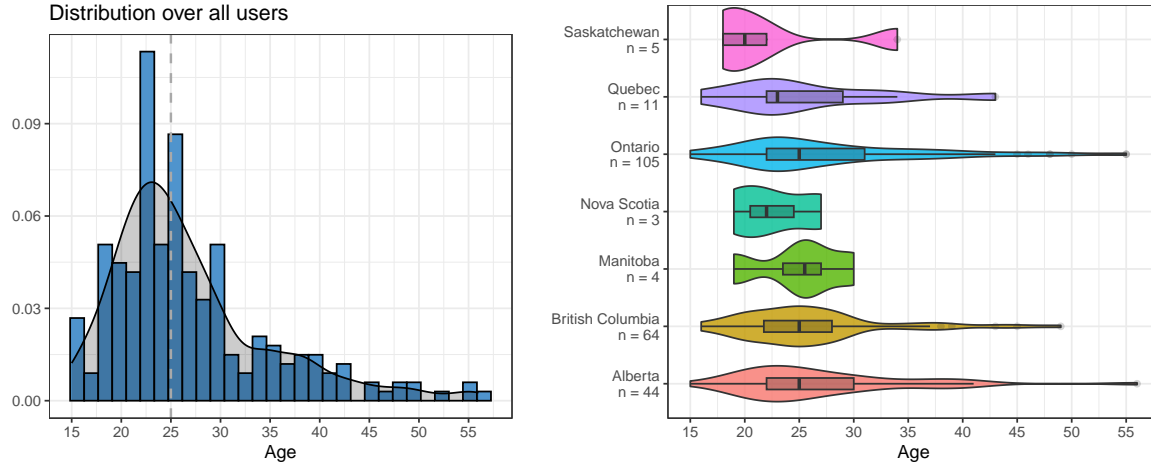 Distribution over all users
0.09
0.06
0.03
0.00
15 20 25 30 35 40 45 50 55
Age
Saskatchewan
n = 5
Quebec
n = 11
Ontario
n = 105
Nova Scotia
n = 3
Manitoba
n = 4
British Columbia
n = 64
Alberta
n = 44
15 20 25 30 35 40 45 50 55
Age